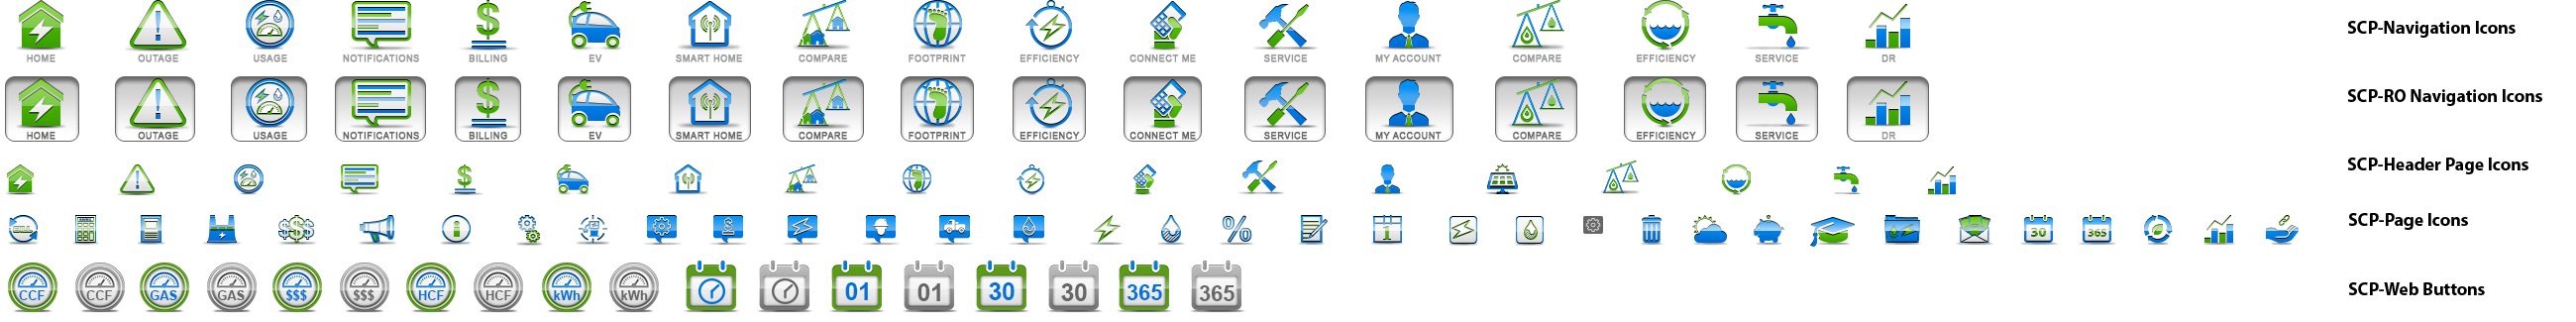 HOME OUTAGE USAGE NOTIFICATIONS $ BILLING EV SMART HOME COMPARE FOOTPRINT EFFICIENCY CONNECT ME SERVICE MY ACCOUNT COMPARE EFFICIENCY SERVICE DR SCP-Navigation Icons
HOME OUTAGE USAGE NOTIFICATIONS $ BILLING EV SMART HOME COMPARE FOOTPRINT EFFICIENCY CONNECT ME SERVICE MY ACCOUNT COMPARE EFFICIENCY SERVICE DR SCP-RO Navigation Icons
$ SCP-Header Page Icons
BILL $$$ $ % 30 365 SCP-Page Icons
CCF CCF GAS GAS $$$ $$$ HCF HCF kWh kWh 01 01 30 30 365 365 SCP-Web Buttons